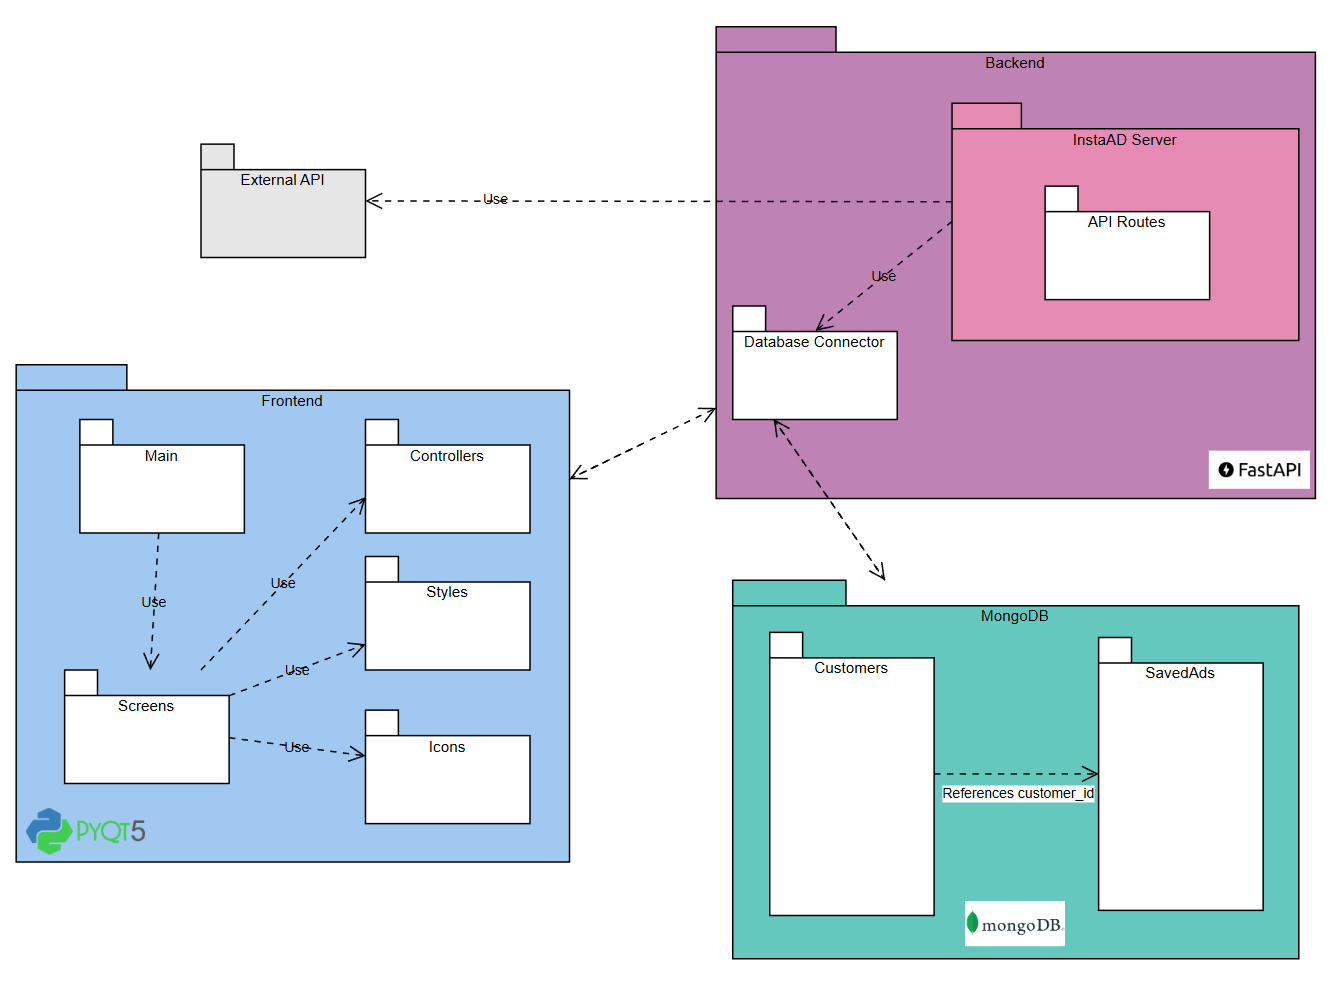 Backend
InstaAD Server
API Routes
External API
Use
Use
Database Connector
FastAPI
Frontend
Main
Controllers
Use
Use
Styles
Use
Screens
Use
Icons
PYQT5
MongoDB
Customers
SavedAds
References customer_id
mongoDB